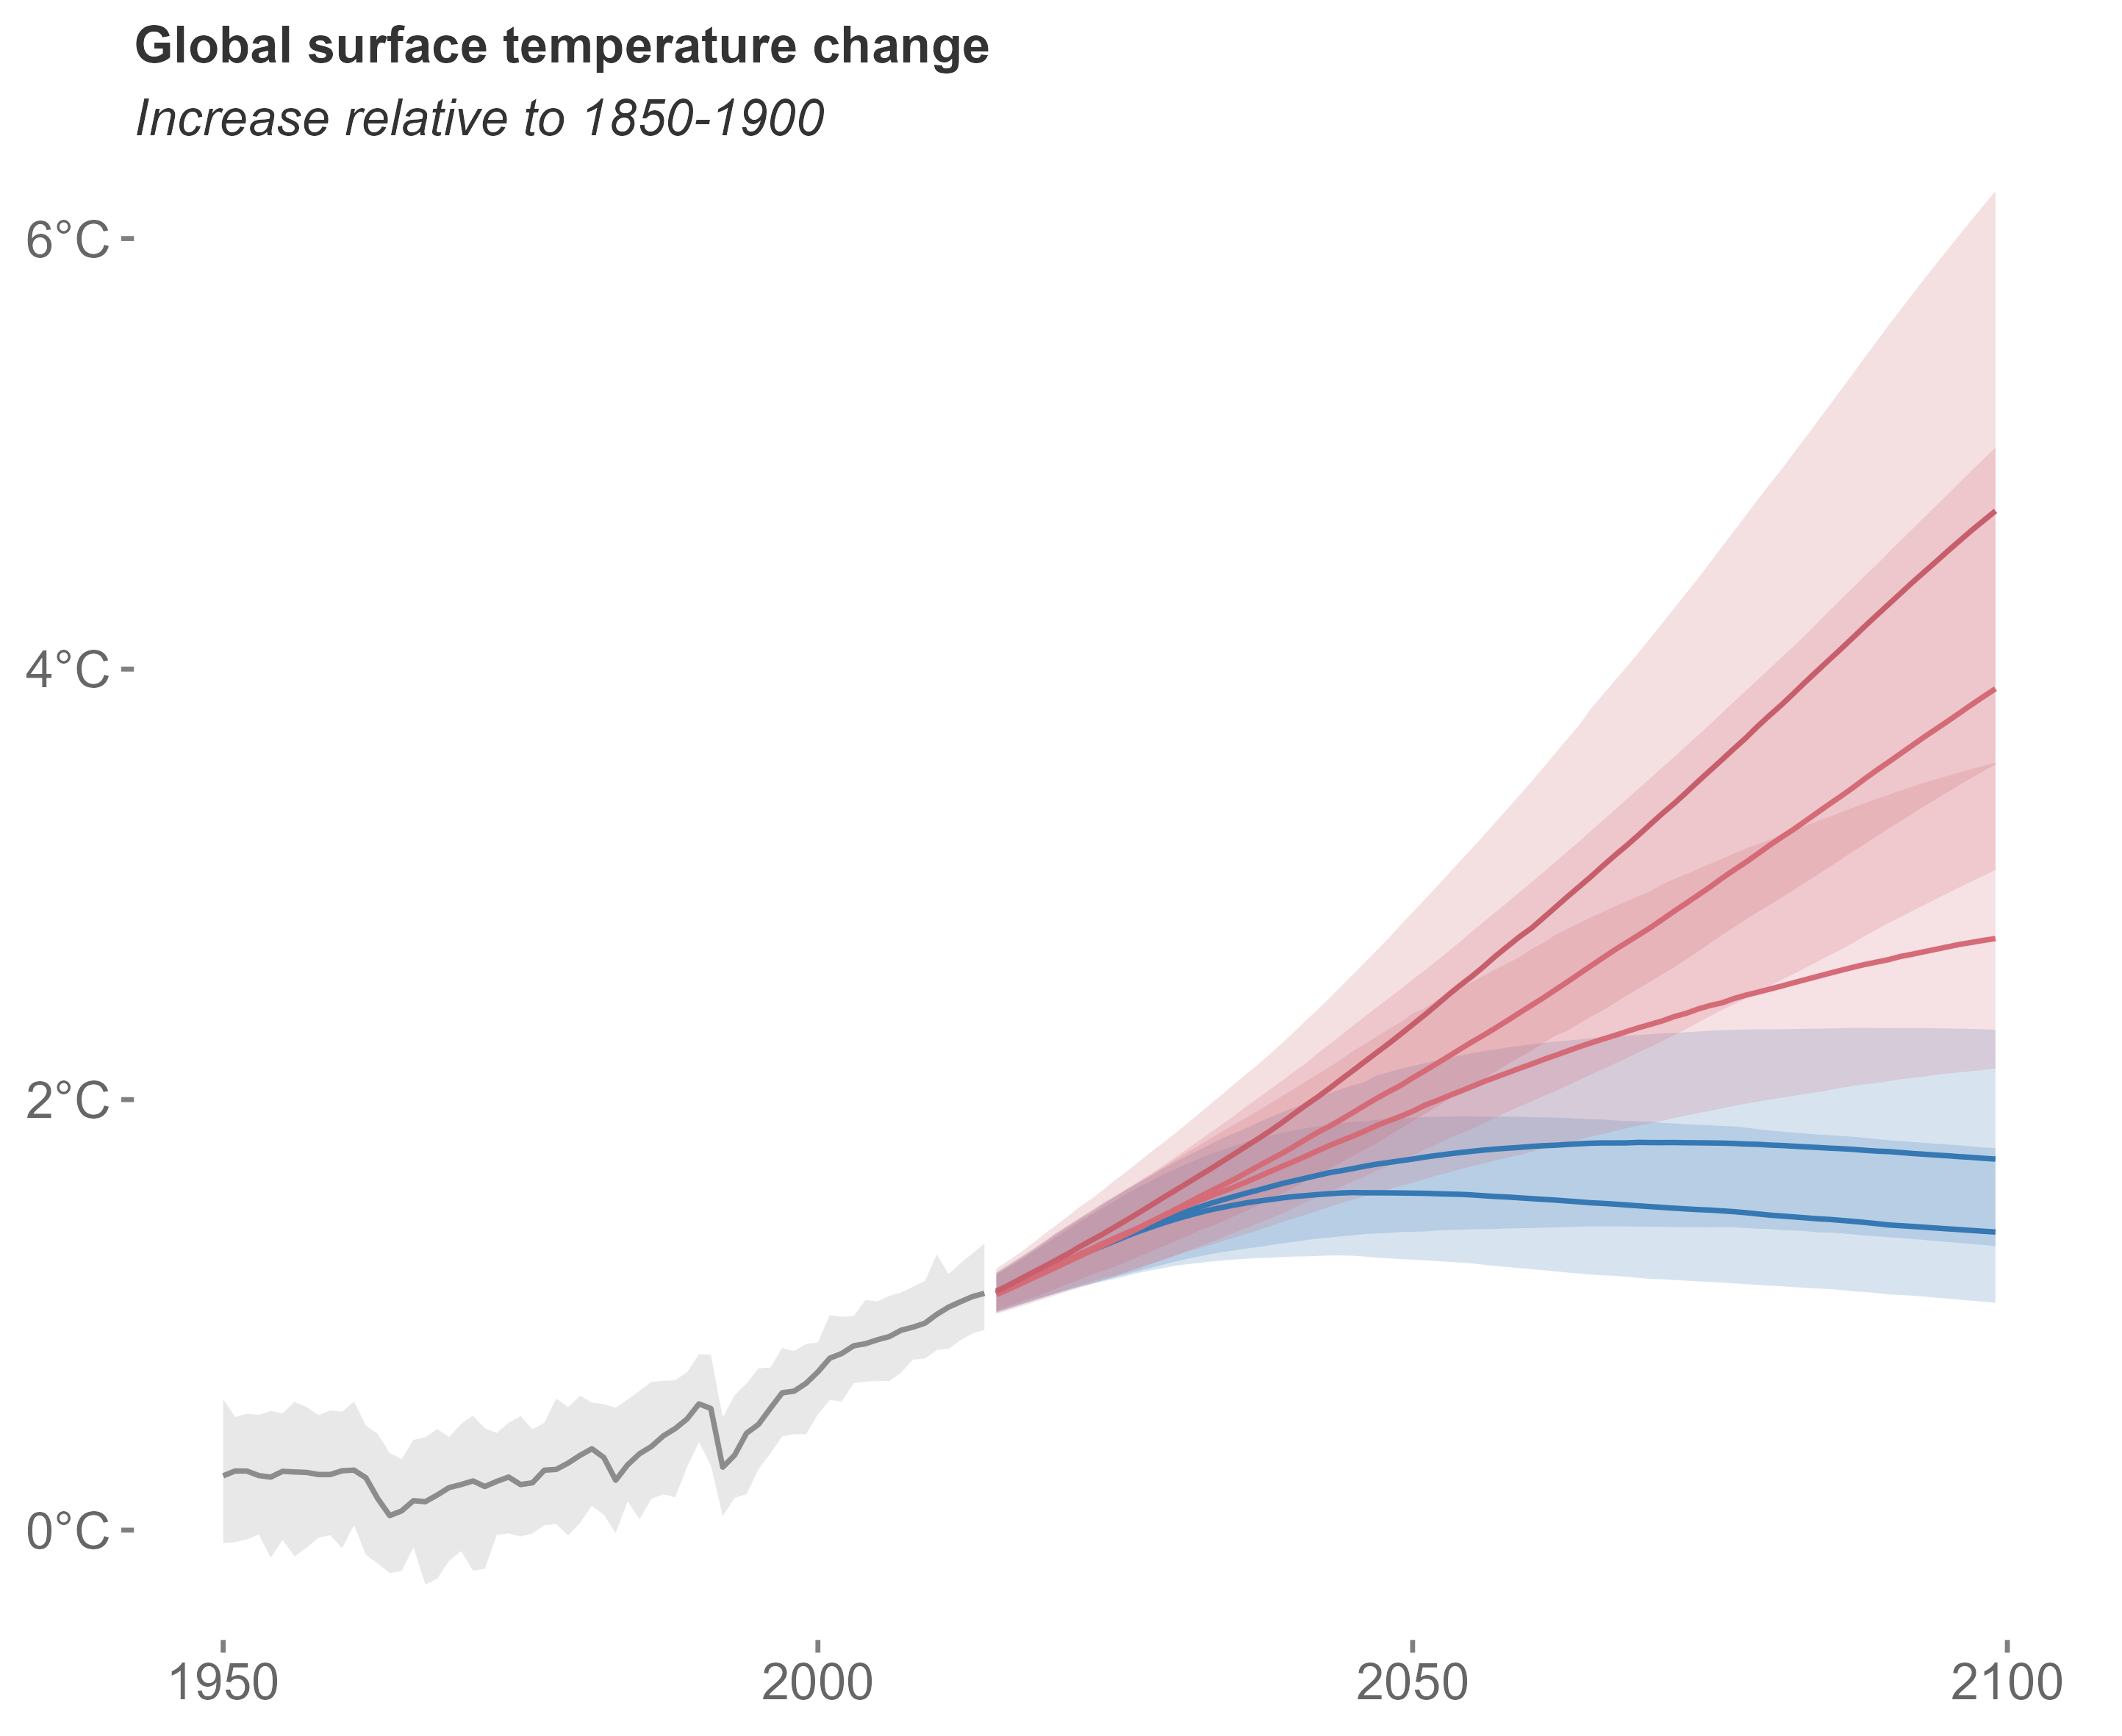 Global surface temperature change
Increase relative to 1850-1900
6°C
4°C
2°C
0°C
1950 2000 2050 2100